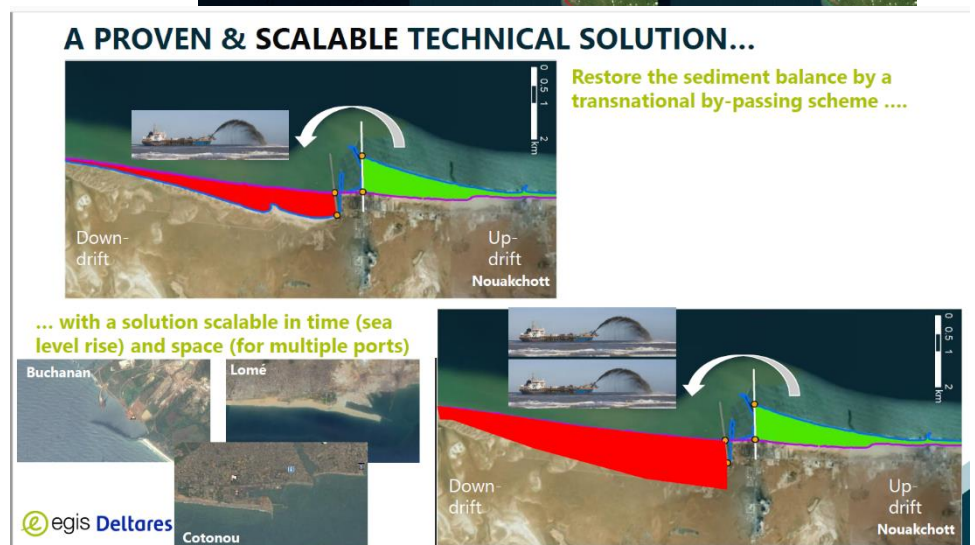 A PROVEN & SCALABLE TECHNICAL SOLUTION...
0 0.5 1 2
km
Restore the sediment balance by a
transnational by-passing scheme ....
Down-
drift
Up-
drift
Nouakchott
... with a solution scalable in time (sea
level rise) and space (for multiple ports)
Buchanan
Lomé
Cotonou
0 0.5 1 2
km
Down-
drift
Up-
drift
Nouakchott
egis Deltares